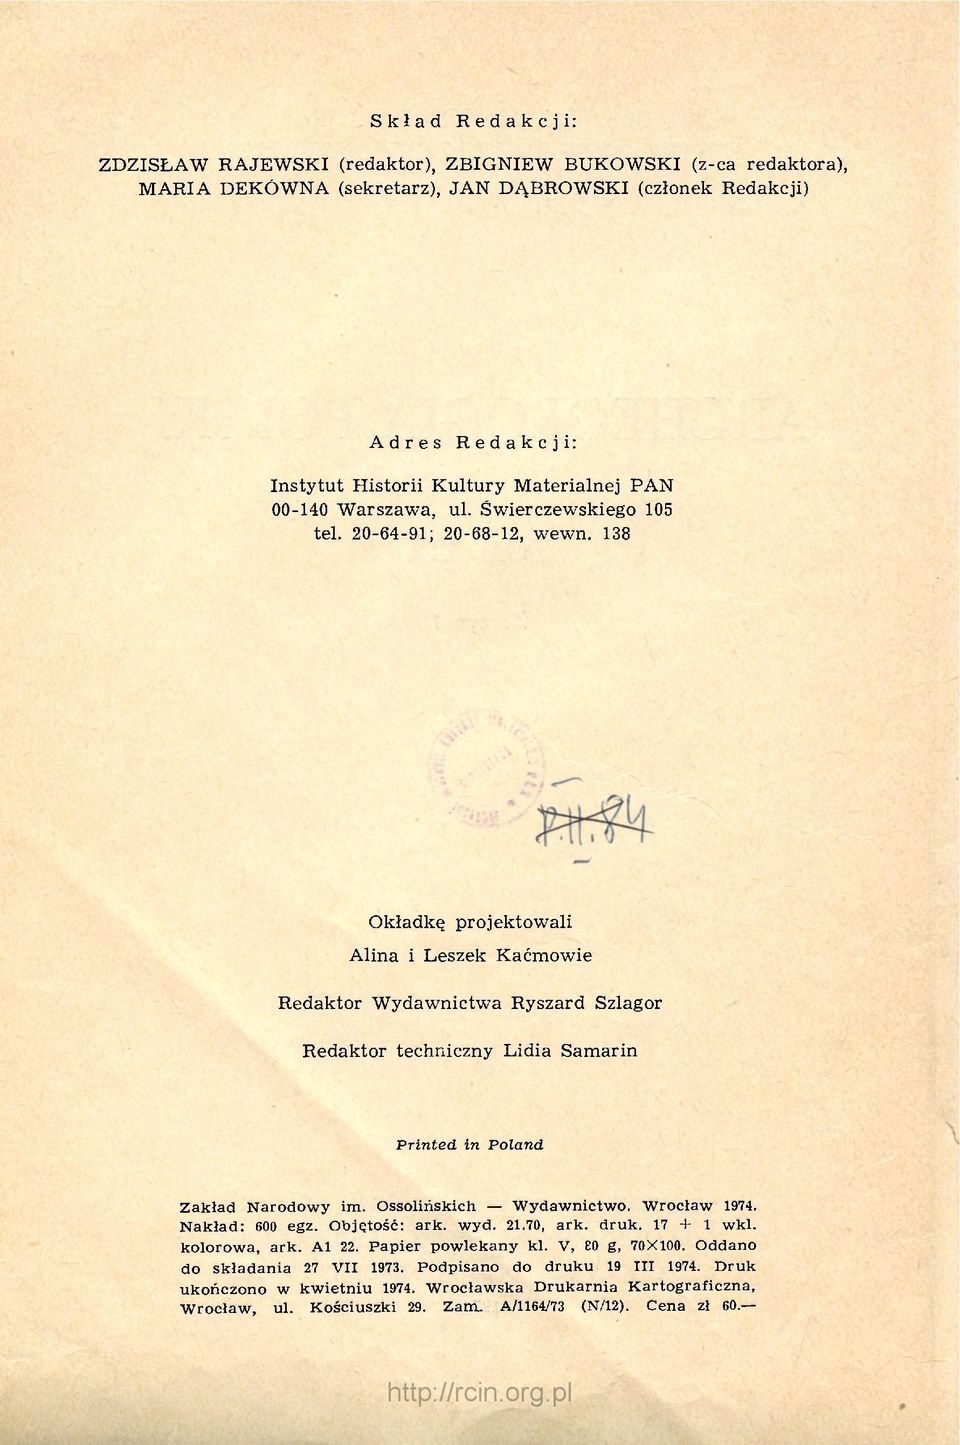 Skład Redakcji:
ZDZISŁAW RAJEWSKI (redaktor), ZBIGNIEW BUKOWSKI (z-ca redaktora),
MARIA DEKÓWNA (sekretarz), JAN DĄBROWSKI (członek Redakcji)
Adres Redakcji:
Instytut Historii Kultury Materialnej PAN
00-140 Warszawa, ul. Świerczewskiego 105
tel. 20-64-91; 20-68-12, wewn. 138
P.II.84
Okładkę projektowali
Alina i Leszek Kaćmowie
Redaktor Wydawnictwa Ryszard Szlagor
Redaktor techniczny Lidia Samarin
Printed in Poland
Zakład Narodowy im. Ossolińskich — Wydawnictwo. Wrocław 1974.
Nakład: 600 egz. Objętość: ark. wyd. 21.70, ark. druk. 17 + 1 wkl.
kolorowa, ark. A1 22. Papier powlekany kl. V, 80 g, 70X100. Oddano
do składania 27 VII 1973. Podpisano do druku 19 III 1974. Druk
ukończono w kwietniu 1974. Wrocławska Drukarnia Kartograficzna,
Wrocław, ul. Kościuszki 29. Zam. A/1164/73 (N/12). Cena zł 60.—
http://rcin.org.pl